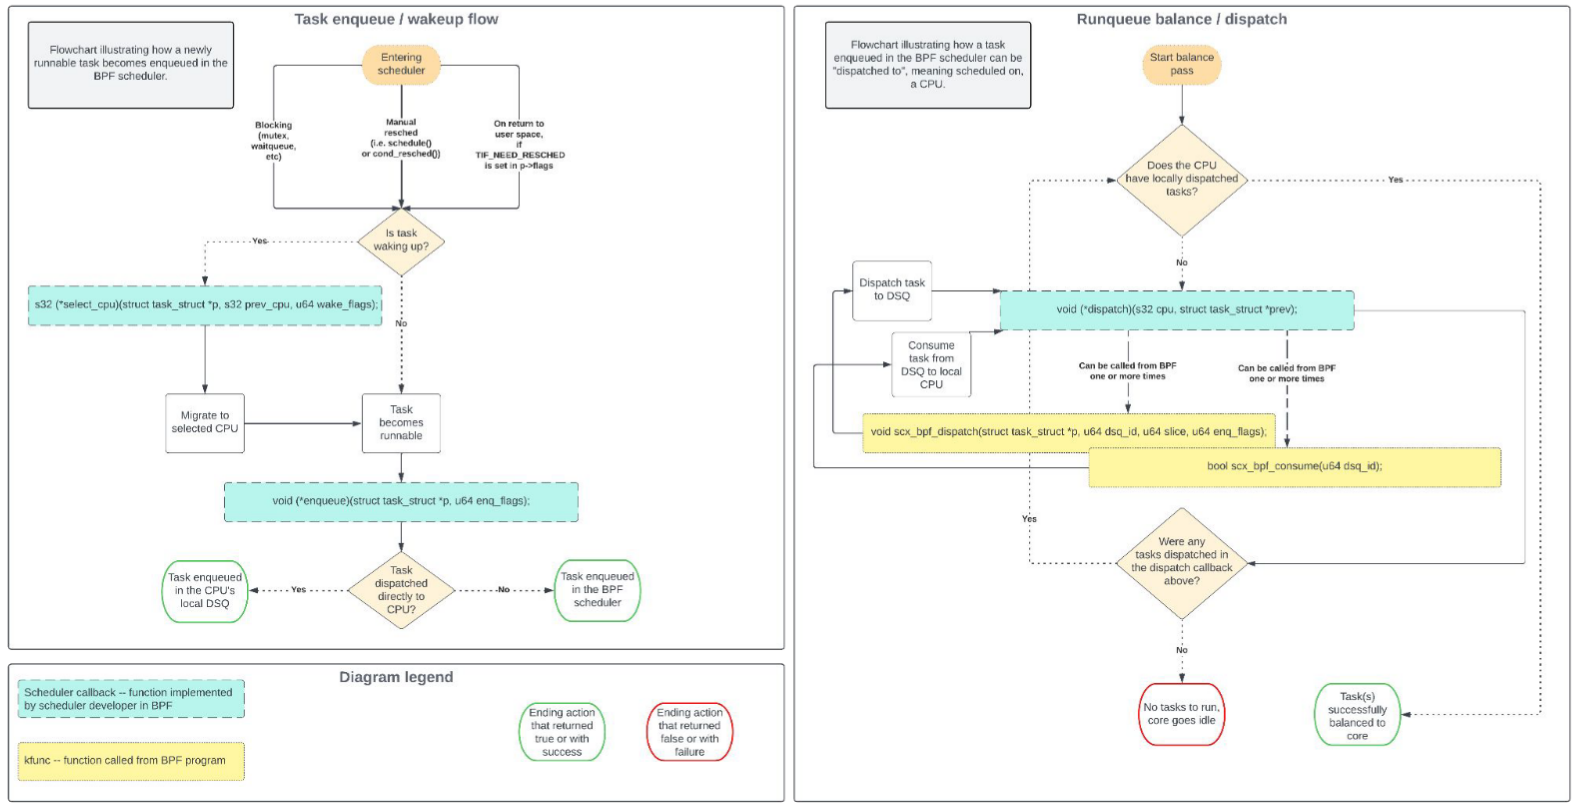 Task enqueue / wakeup flow
Flowchart illustrating how a newly
runnable task becomes enqueued in the
BPF scheduler.
Entering
scheduler
Blocking
(mutex,
waitqueue,
etc)
Manual
resched
(i.e. schedule()
or cond_resched())
On return to
user space,
if
TIF_NEED_RESCHED
is set in p->flags
Is task
waking up?
Yes
No
s32 (*select_cpu)(struct task_struct *p, s32 prev_cpu, u64 wake_flags);
Migrate to
selected CPU
Task
becomes
runnable
void (*enqueue)(struct task_struct *p, u64 enq_flags);
Task
dispatched
directly to
CPU?
Yes
No
Task enqueued
in the CPU's
local DSQ
Task enqueued
in the BPF
scheduler
Diagram legend
Scheduler callback -- function implemented
by scheduler developer in BPF
kfunc -- function called from BPF program
Ending action
that returned
true or with
success
Ending action
that returned
false or with
failure
Runqueue balance / dispatch
Flowchart illustrating how a task
enqueued in the BPF scheduler can be
"dispatched to", meaning scheduled on,
a CPU.
Start balance
pass
Does the CPU
have locally dispatched
tasks?
Yes
No
Dispatch task
to DSQ
void (*dispatch)(s32 cpu, struct task_struct *prev);
Consume
task from
DSQ to local
CPU
Can be called from BPF
one or more times
Can be called from BPF
one or more times
void scx_bpf_dispatch(struct task_struct *p, u64 dsq_id, u64 slice, u64 enq_flags);
bool scx_bpf_consume(u64 dsq_id);
Yes
Were any
tasks dispatched in
the dispatch callback
above?
No
No tasks to run,
core goes idle
Task(s)
successfully
balanced to
core